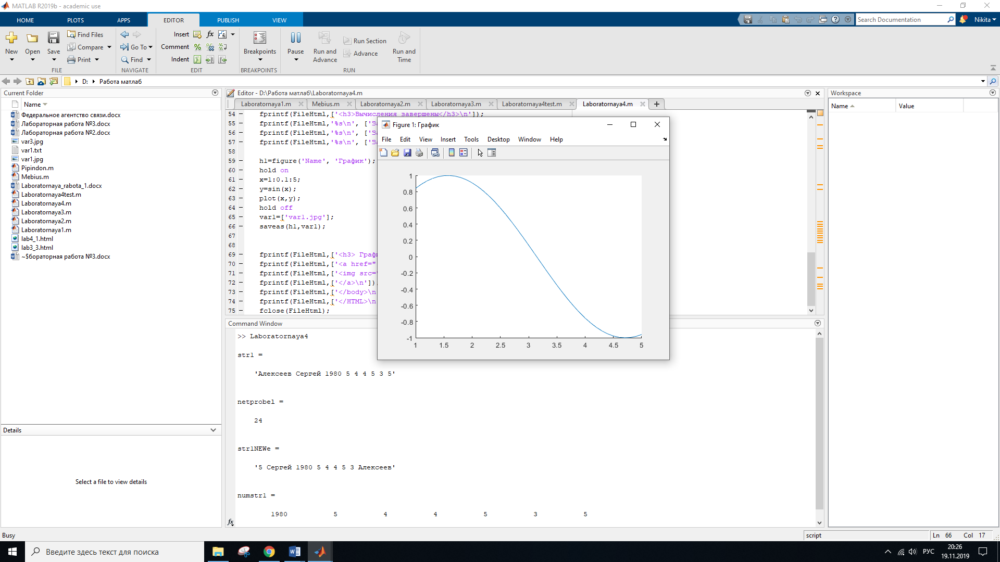 MATLAB R2019b - academic use
HOME PLOTS APPS EDITOR PUBLISH VIEW
Search Documentation
Nikita
New Open Save
Find Files
Compare
Print
FILE
Go To
Find
NAVIGATE
Insert fx
Comment
Indent
EDIT
Breakpoints
BREAKPOINTS
Pause
Run and Advance
Run Section
Advance
Run and Time
RUN
D: Работа матлаб
Current Folder
Name
Федеральное агентство связи.docx
Лабораторная работа №3.docx
Лабораторная работа №2.docx
var3.jpg
var1.txt
var1.jpg
Pipindon.m
Mebius.m
Laboratornaya_rabota_1.docx
Laboratornaya4test.m
Laboratornaya4.m
Laboratornaya3.m
Laboratornaya2.m
Laboratornaya1.m
lab4_1.html
lab3_3.html
~$бораторная работа №3.docx
Details
Select a file to view details
Editor - D:\Работа матлаб\Laboratornaya4.m
Laboratornaya1.m Mebius.m Laboratornaya2.m Laboratornaya3.m Laboratornaya4test.m Laboratornaya4.m
54 – fprintf(FileHtml,['<h3>Вычисления завершены</h3>\n']);
55 – fprintf(FileHtml,'%s\n', ['За
56 – fprintf(FileHtml,'%s\n', ['За
57 – fprintf(FileHtml,'%s\n', ['За
58
59 – h1=figure('Name', 'График');
60 – hold on
61 – x=1:0.1:5;
62 – y=sin(x);
63 – plot(x,y);
64 – hold off
65 – var1=['var1.jpg'];
66 – saveas(h1,var1);
67
68
69 – fprintf(FileHtml,['<h3> Граф
70 – fprintf(FileHtml,['<a href="
71 – fprintf(FileHtml,['<img src="
72 – fprintf(FileHtml,['</a>\n'])
73 – fprintf(FileHtml,['</body>\n
74 – fprintf(FileHtml,['</HTML>\n
75 – fclose(FileHtml);
Figure 1: График
File Edit View Insert Tools Desktop Window Help
1
0.8
0.6
0.4
0.2
0
-0.2
-0.4
-0.6
-0.8
-1
1 1.5 2 2.5 3 3.5 4 4.5 5
Command Window
>> Laboratornaya4
str1 =
'Алексеев Сергей 1980 5 4 4 5 3 5'
netprobel =
24
str1NEWe =
'5 Сергей 1980 5 4 4 5 3 Алексеев'
numstr1 =
1980 5 4 4 5 3 5
fx
Workspace
Name Value
Busy
script
Ln 66 Col 17
Введите здесь текст для поиска
РУС
20:26
19.11.2019